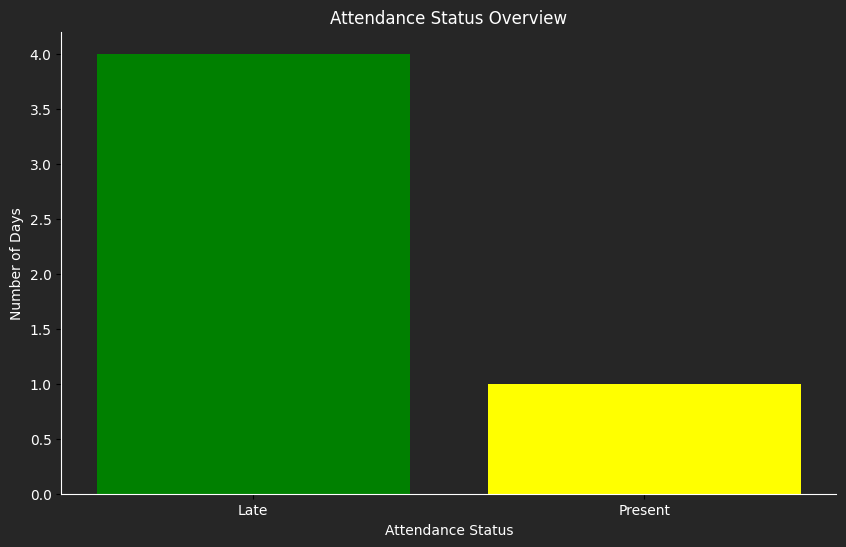 Attendance Status Overview
4.0
3.5
3.0
2.5
2.0
1.5
1.0
0.5
0.0
Number of Days
Late
Present
Attendance Status